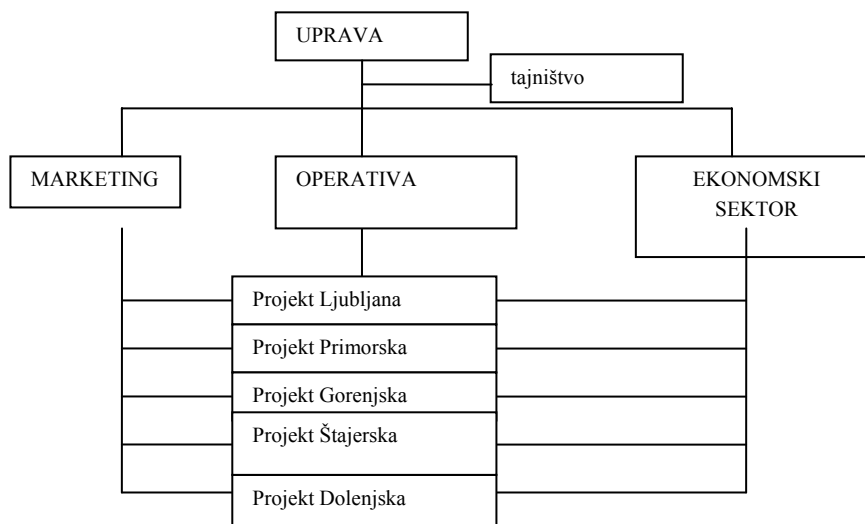 UPRAVA
tajništvo
MARKETING
OPERATIVA
EKONOMSKI
SEKTOR
Projekt Ljubljana
Projekt Primorska
Projekt Gorenjska
Projekt Štajerska
Projekt Dolenjska